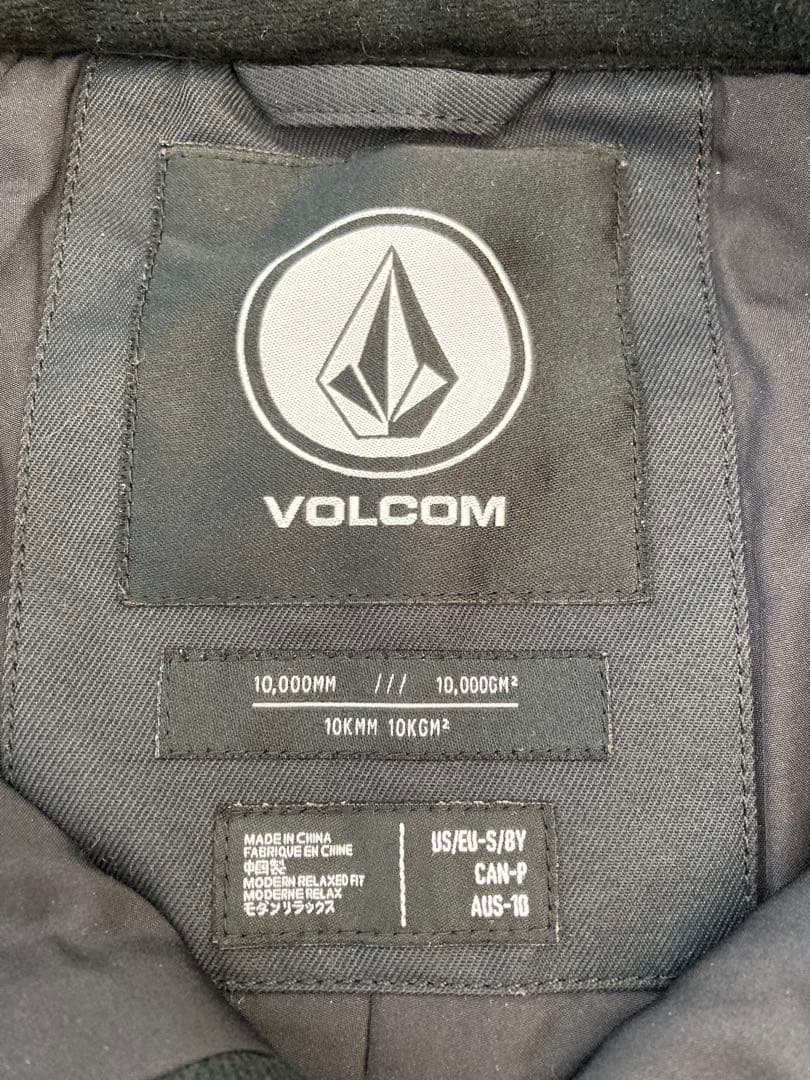 VOLCOM
10,000MM /// 10,000GM²
10KMM 10KGM²
MADE IN CHINA
FABRIQUE EN CHINE
中国製
MODERN RELAXED FIT
MODERNE RELAX
モダンリラックス
US/EU-S/8Y
CAN-P
AUS-10